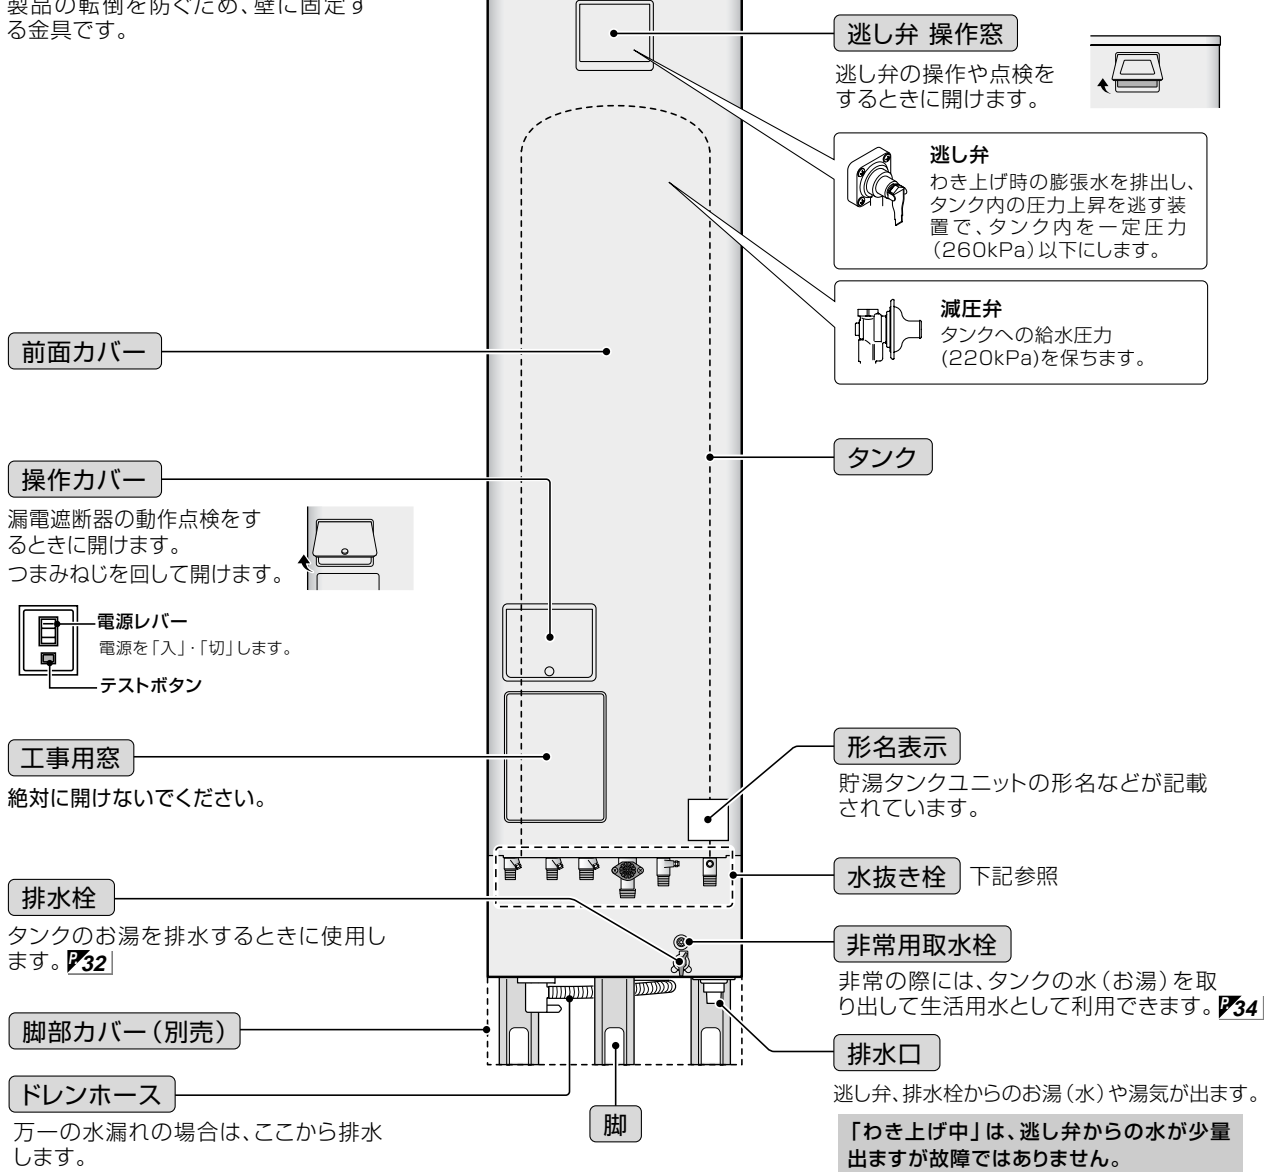 製品の転倒を防ぐため、壁に固定す
る金具です。
前面カバー
操作カバー
漏電遮断器の動作点検をす
るときに開けます。
つまみねじを回して開けます。
電源レバー
電源を「入」・「切」します。
テストボタン
工事用窓
絶対に開けないでください。
排水栓
タンクのお湯を排水するときに使用し
ます。P32
脚部カバー（別売）
ドレンホース
万一の水漏れの場合は、ここから排水
します。
脚
逃し弁 操作窓
逃し弁の操作や点検を
するときに開けます。
逃し弁
わき上げ時の膨張水を排出し、
タンク内の圧力上昇を逃す装
置で、タンク内を一定圧力
（260kPa）以下にします。
減圧弁
タンクへの給水圧力
(220kPa)を保ちます。
タンク
形名表示
貯湯タンクユニットの形名などが記載
されています。
水抜き栓 下記参照
非常用取水栓
非常の際には、タンクの水（お湯）を取
り出して生活用水として利用できます。P34
排水口
逃し弁、排水栓からのお湯（水）や湯気が出ます。
「わき上げ中」は、逃し弁からの水が少量
出ますが故障ではありません。